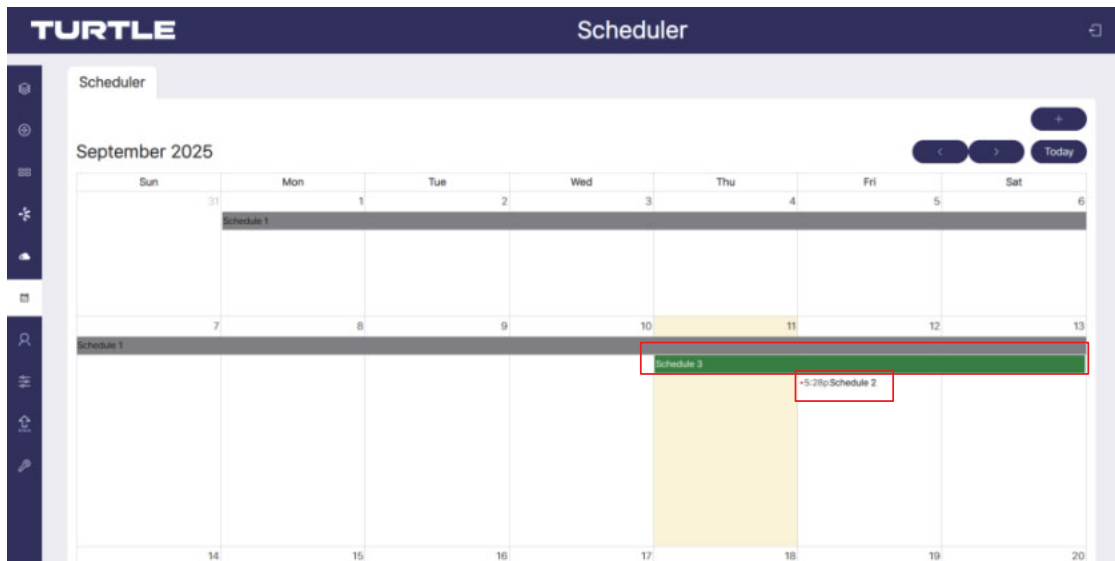 TURTLE
Scheduler
Scheduler
+
September 2025
< > Today
Sun Mon Tue Wed Thu Fri Sat
31 1 2 3 4 5 6
Schedule 1
7 8 9 10 11 12 13
Schedule 1
Schedule 3
•5:28p Schedule 2
14 15 16 17 18 19 20